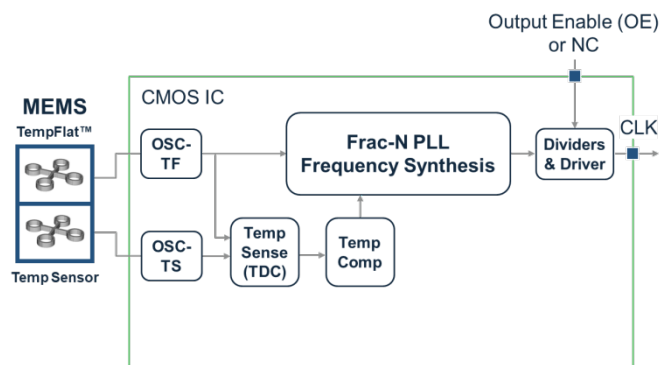 Output Enable (OE)
or NC
MEMS
TempFlat™
CMOS IC
CLK
OSC-
TF
Frac-N PLL
Frequency Synthesis
Dividers
& Driver
OSC-
TS
Temp
Sense
(TDC)
Temp
Comp
Temp Sensor